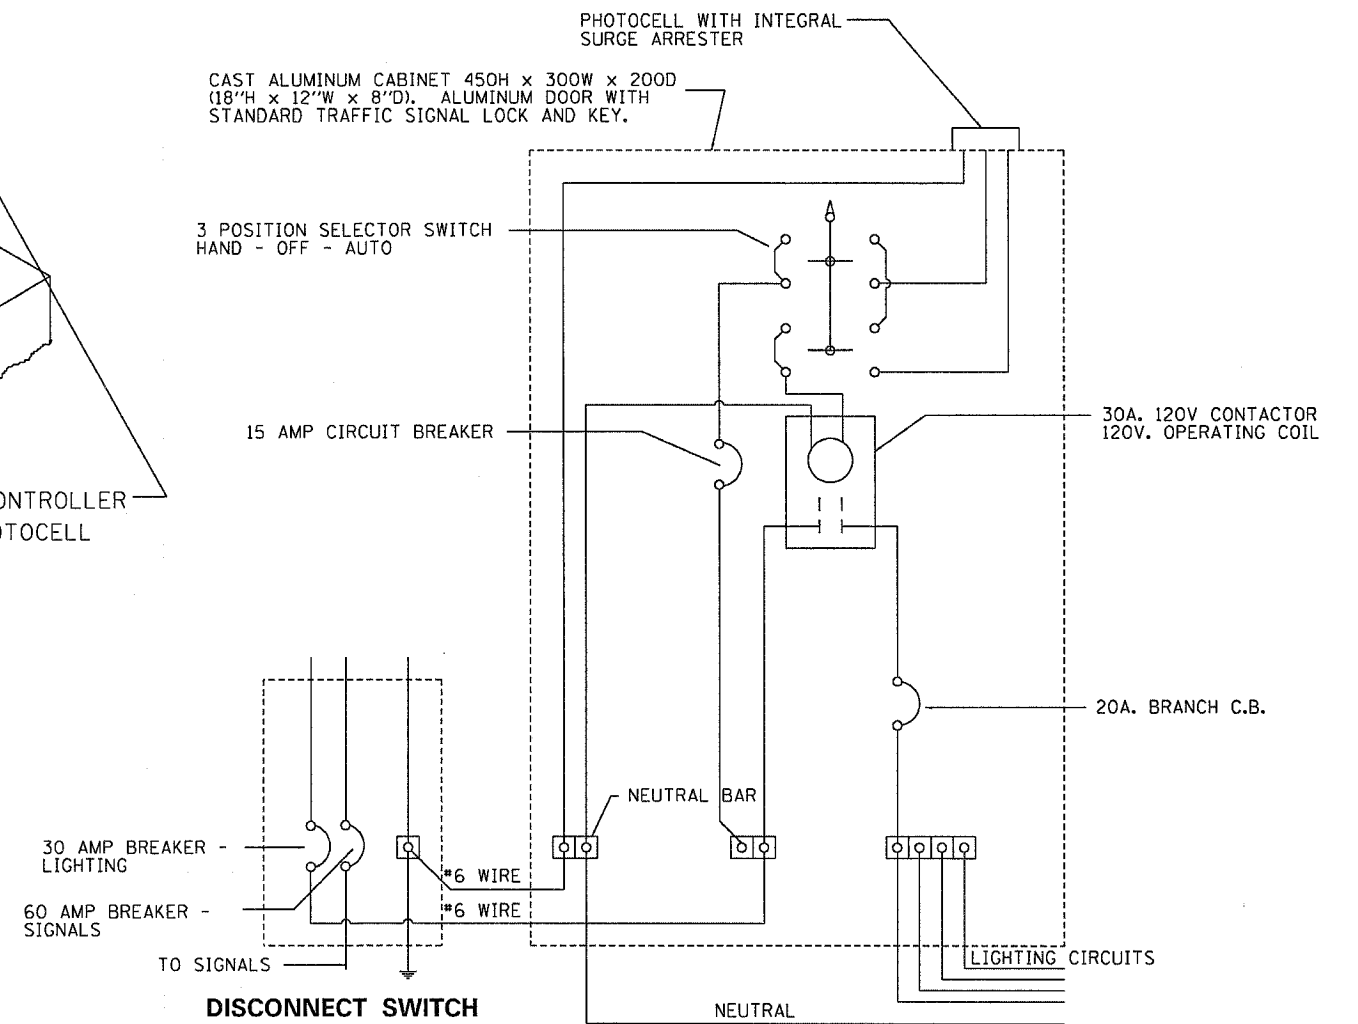 PHOTOCELL WITH INTEGRAL
SURGE ARRESTER
CAST ALUMINUM CABINET 450H x 300W x 200D
(18"H x 12"W x 8"D). ALUMINUM DOOR WITH
STANDARD TRAFFIC SIGNAL LOCK AND KEY.
3 POSITION SELECTOR SWITCH
HAND - OFF - AUTO
15 AMP CIRCUIT BREAKER
30A. 120V CONTACTOR
120V. OPERATING COIL
ONTROLLER
OTOCELL
20A. BRANCH C.B.
NEUTRAL BAR
30 AMP BREAKER -
LIGHTING
#6 WIRE
60 AMP BREAKER -
SIGNALS
#6 WIRE
TO SIGNALS
LIGHTING CIRCUITS
DISCONNECT SWITCH
NEUTRAL